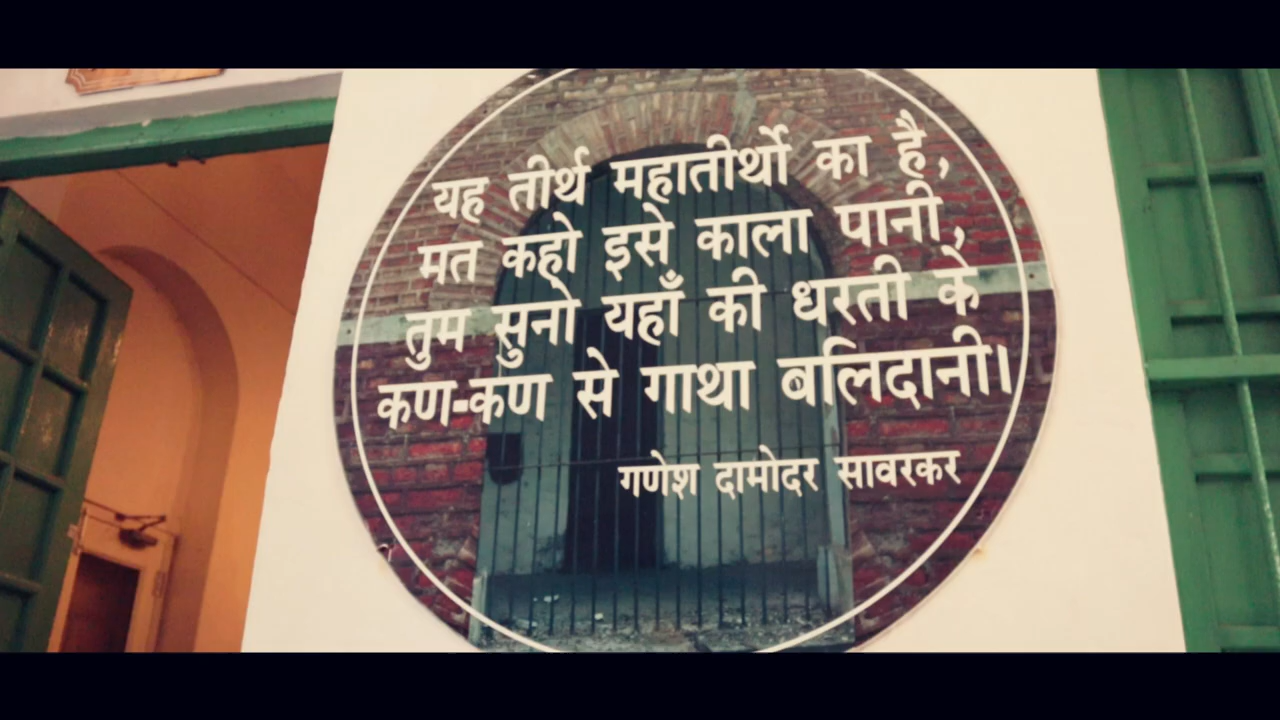 यह तीर्थ महातीर्थो का है,
मत कहो इसे काला पानी,
तुम सुनो यहाँ की धरती के
कण-कण से गाथा बलिदानी।
गणेश दामोदर सावरकर